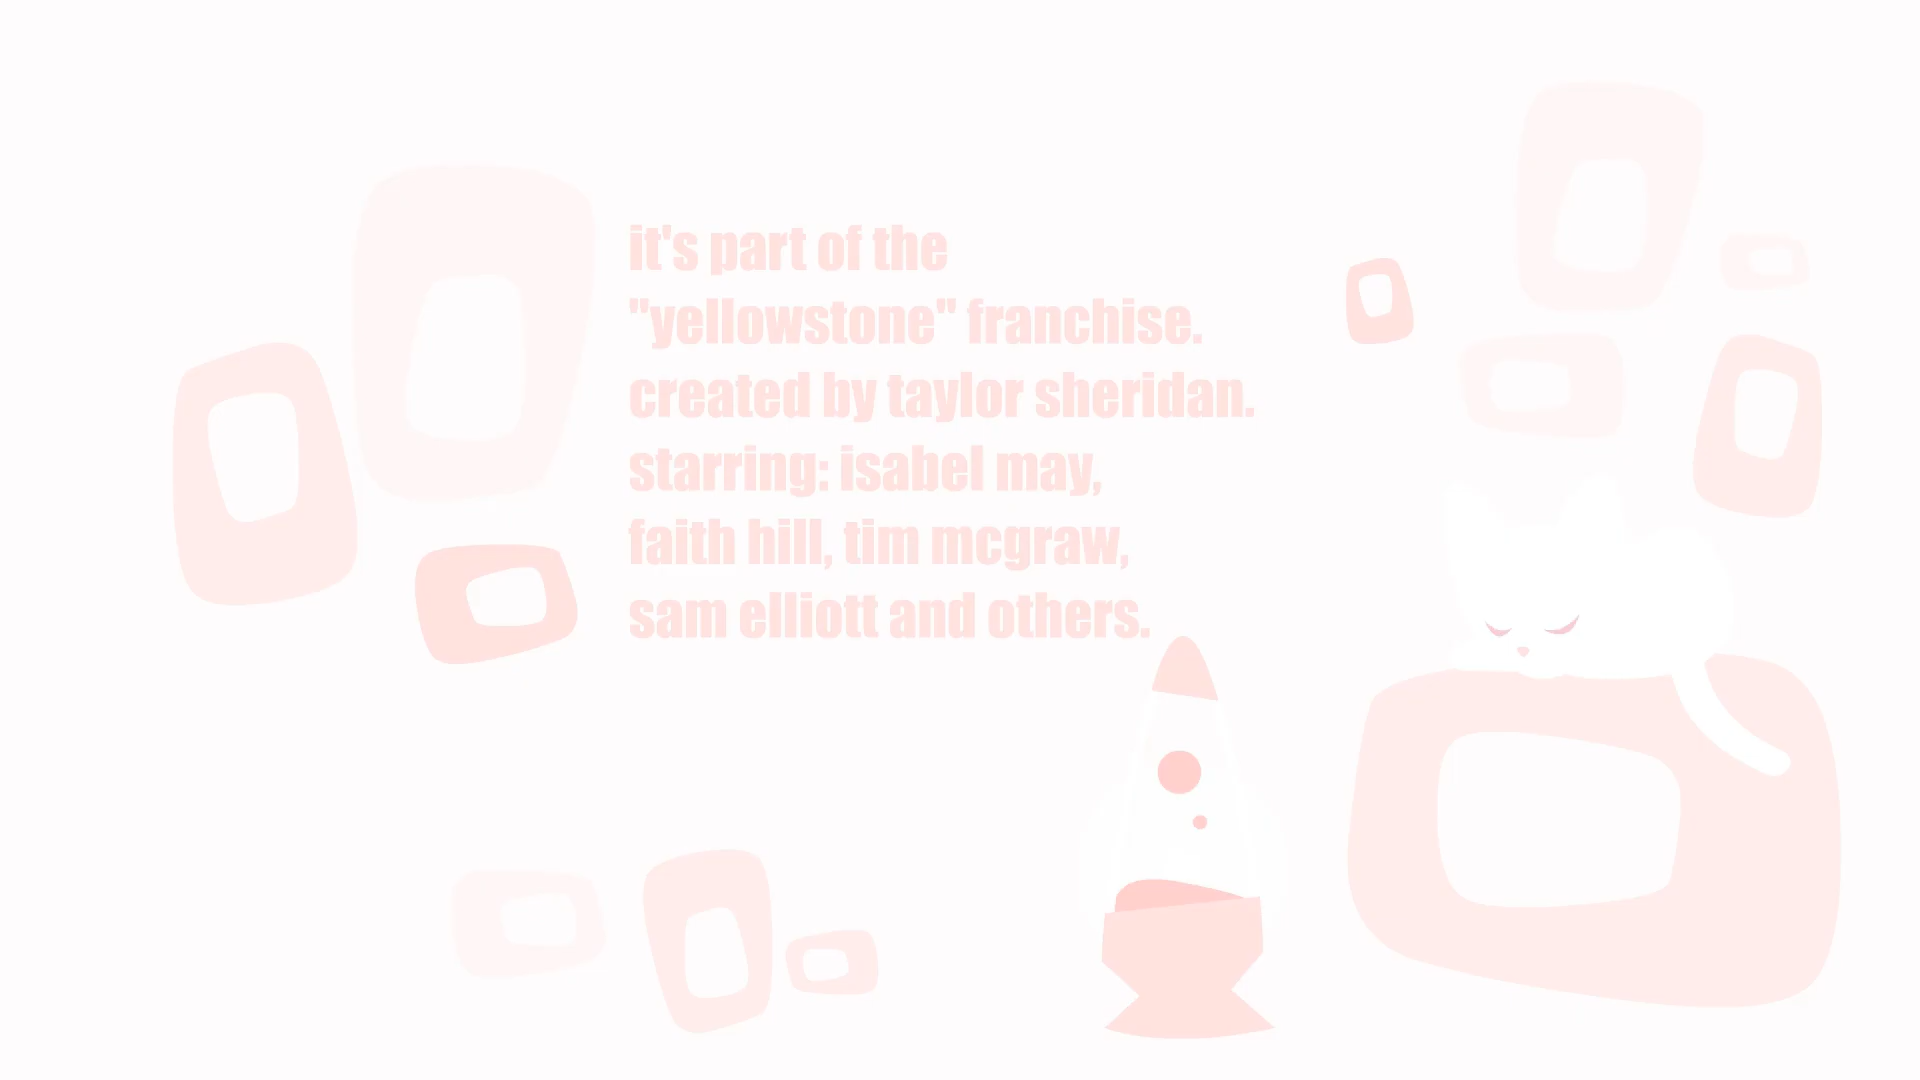 it's part of the
"yellowstone" franchise.
created by taylor sheridan.
starring: isabel may,
faith hill, tim mcgraw,
sam elliott and others.